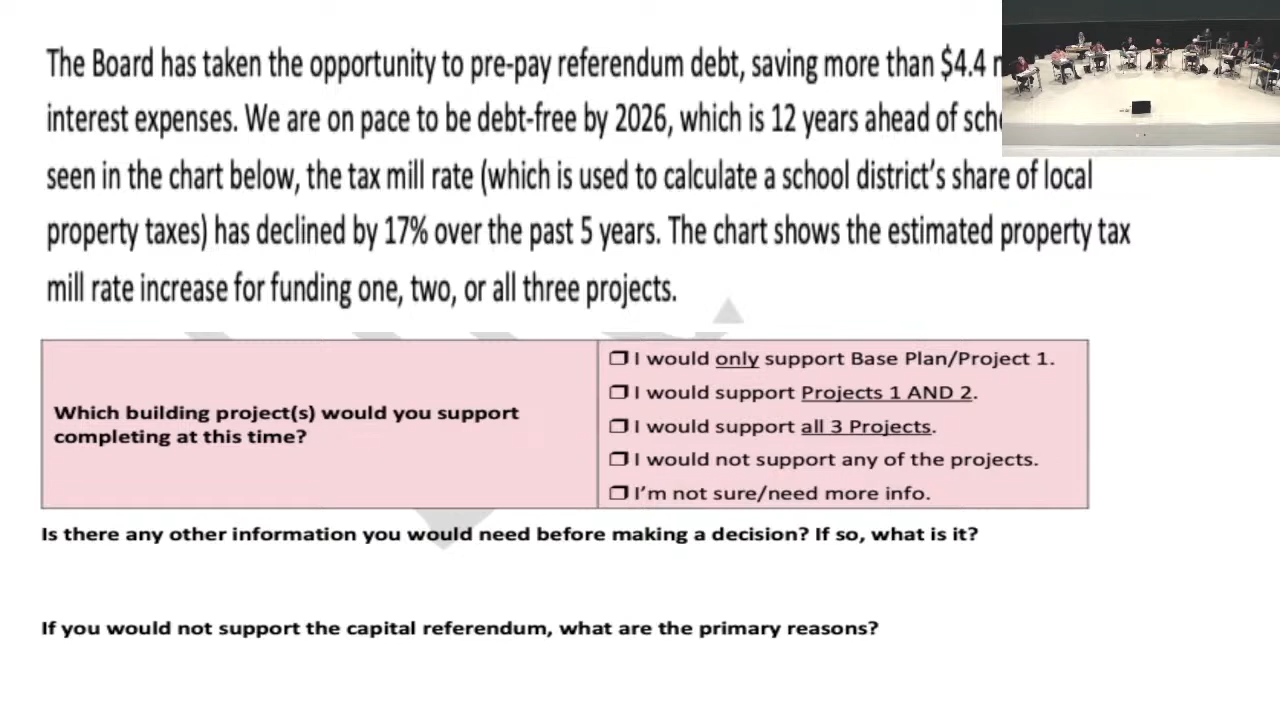 The Board has taken the opportunity to pre-pay referendum debt, saving more than $4.4
interest expenses. We are on pace to be debt-free by 2026, which is 12 years ahead of
seen in the chart below, the tax mill rate (which is used to calculate a school district's share of local
property taxes) has declined by 17% over the past 5 years. The chart shows the estimated property tax
mill rate increase for funding one, two, or all three projects.
Which building project(s) would you support
completing at this time?
I would only support Base Plan/Project 1.
I would support Projects 1 AND 2.
I would support all 3 Projects.
I would not support any of the projects.
I'm not sure/need more info.
Is there any other information you would need before making a decision? If so, what is it?
If you would not support the capital referendum, what are the primary reasons?